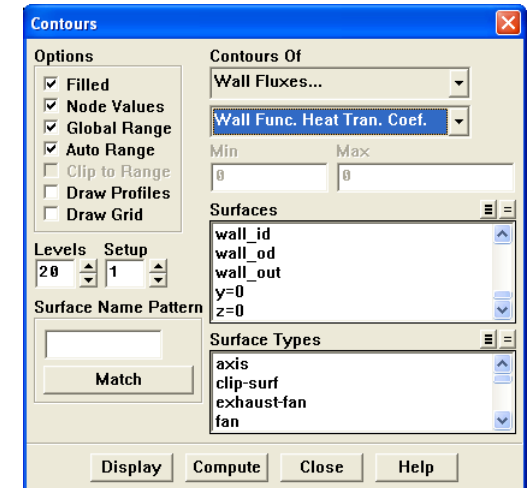 Contours
Options
Filled
Node Values
Global Range
Auto Range
Clip to Range
Draw Profiles
Draw Grid
Levels Setup
20 1
Surface Name Pattern
Match
Contours Of
Wall Fluxes...
Wall Func. Heat Tran. Coef.
Min Max
0 0
Surfaces
wall_id
wall_od
wall_out
y=0
z=0
Surface Types
axis
clip-surf
exhaust-fan
fan
Display Compute Close Help